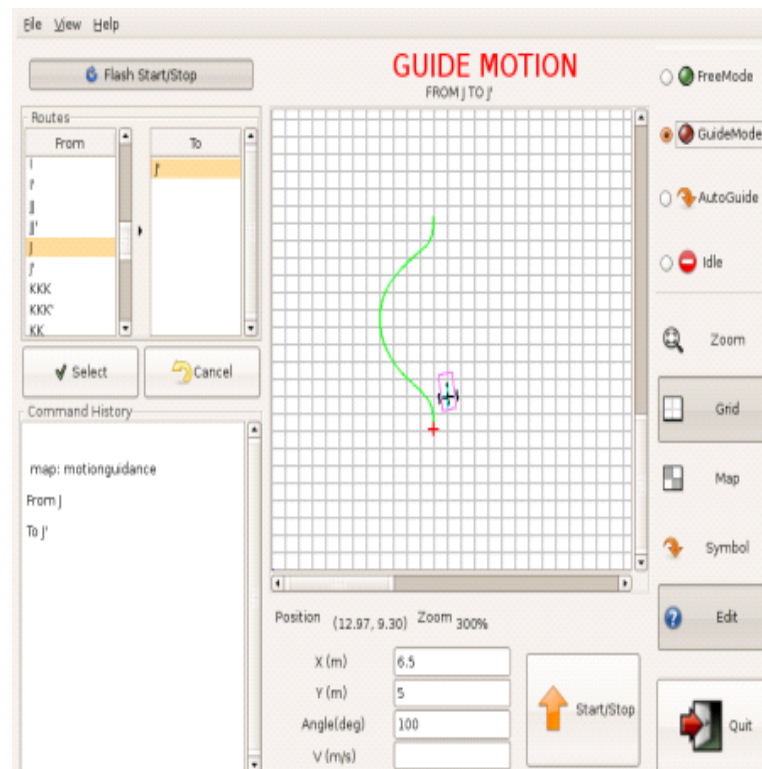 File View Help
Flash Start/Stop
GUIDE MOTION
FROM J TO J'
Routes
From
To
I
I'
JJ
JJ'
J
J'
KKK
KKK'
KK
J'
Select
Cancel
Command History
map: motionguidance
From J
To J'
FreeMode
GuideMode
AutoGuide
Idle
Zoom
Grid
Map
Symbol
Edit
Quit
Position (12.97, 9.30) Zoom 300%
X (m) 6.5
Y (m) 5
Angle(deg) 100
V (m/s)
Start/Stop